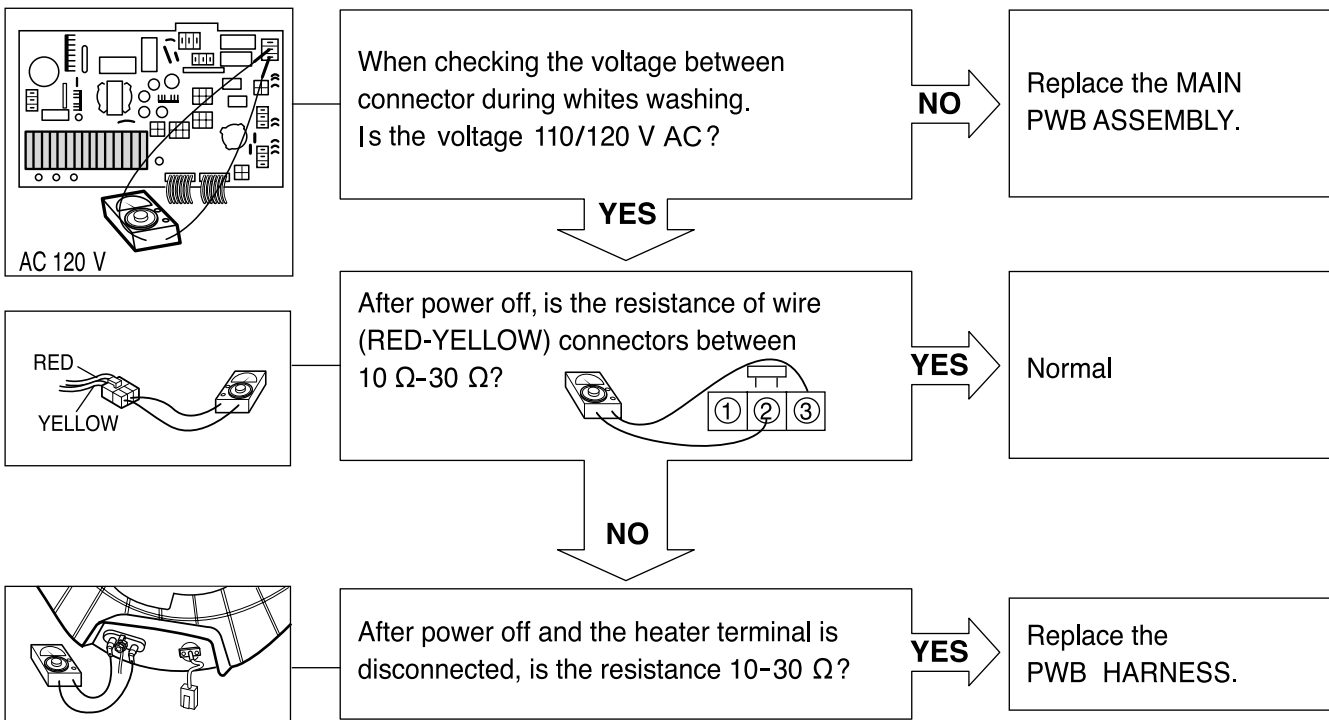 When checking the voltage between
connector during whites washing.
Is the voltage 110/120 V AC?
NO
Replace the MAIN
PWB ASSEMBLY.
AC 120 V
YES
After power off, is the resistance of wire
(RED-YELLOW) connectors between
10 Ω-30 Ω?
① ② ③
RED
YELLOW
YES
Normal
NO
After power off and the heater terminal is
disconnected, is the resistance 10-30 Ω?
YES
Replace the
PWB HARNESS.